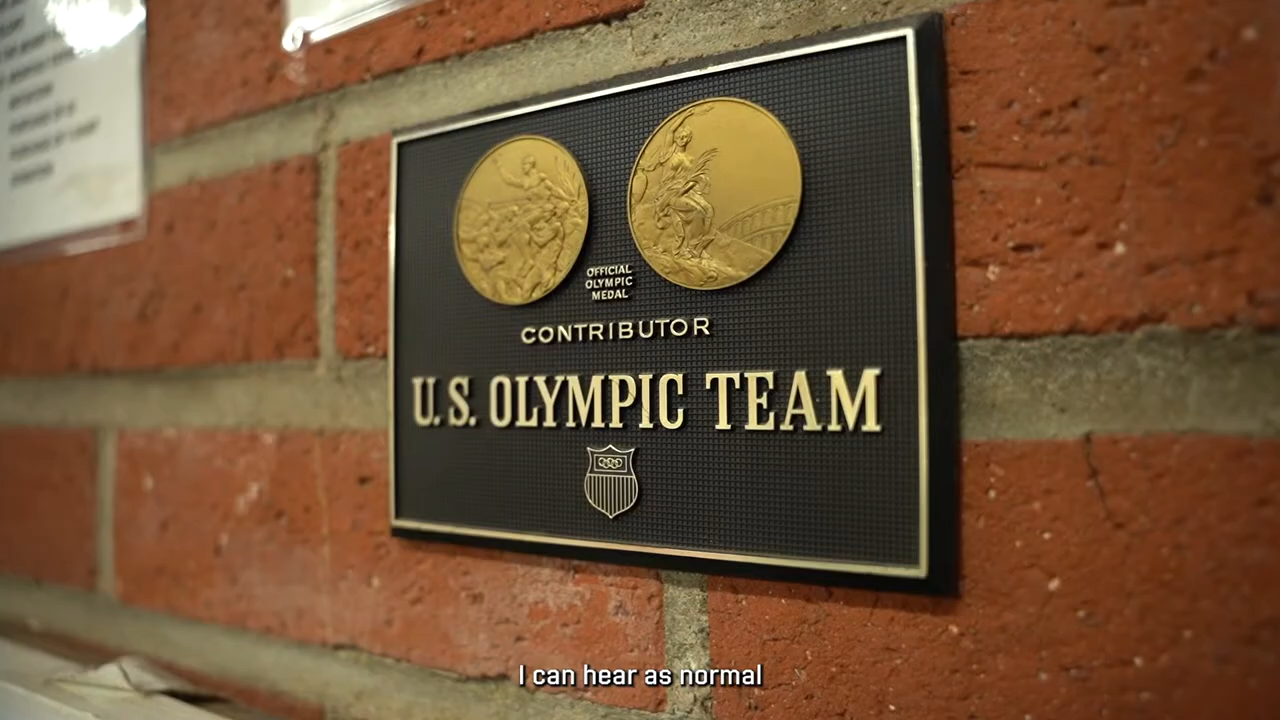 OFFICIAL
OLYMPIC
MEDAL
CONTRIBUTOR
U.S. OLYMPIC TEAM
I can hear as normal